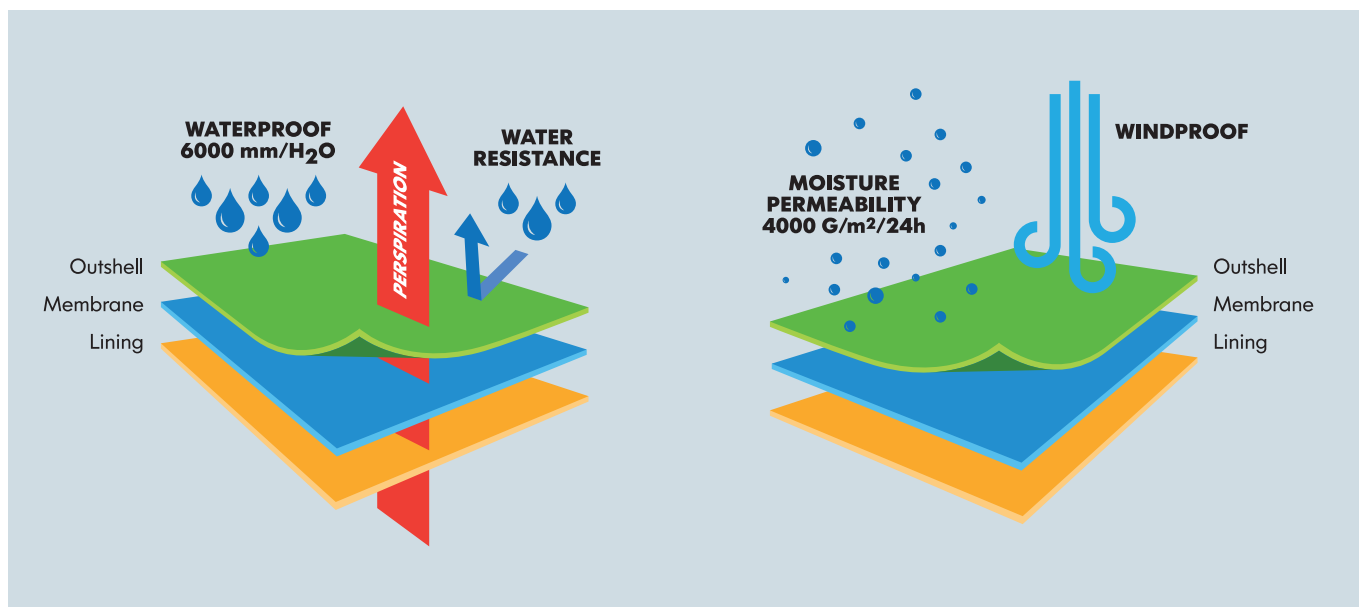 WATERPROOF
6000 mm/H₂O
PERSPIRATION
WATER
RESISTANCE
Outshell
Membrane
Lining
MOISTURE
PERMEABILITY
4000 G/m²/24h
WINDPROOF
Outshell
Membrane
Lining